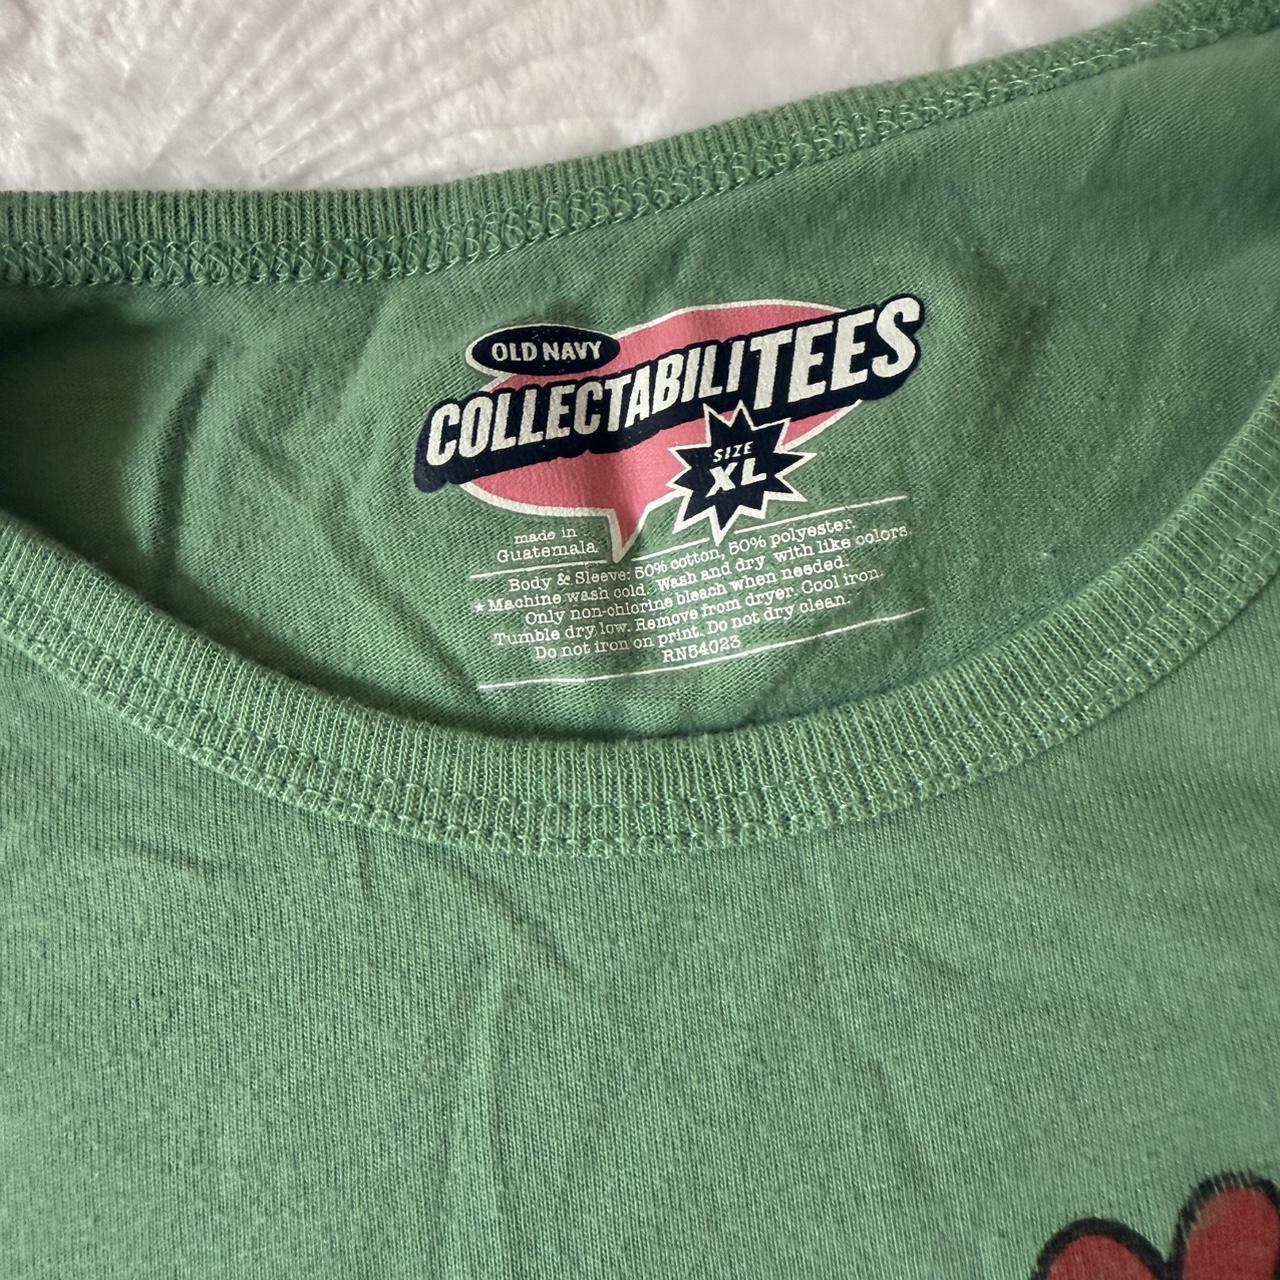 OLD NAVY
COLLECTABILITEES
SIZE
XL
made in
Guatemala
Body & Sleeve: 50% cotton, 50% polyester.
★Machine wash cold. Wash and dry with like colors.
Only non-chlorine bleach when needed.
Tumble dry low. Remove from dryer. Cool iron.
Do not iron on print. Do not dry clean.
RN54023